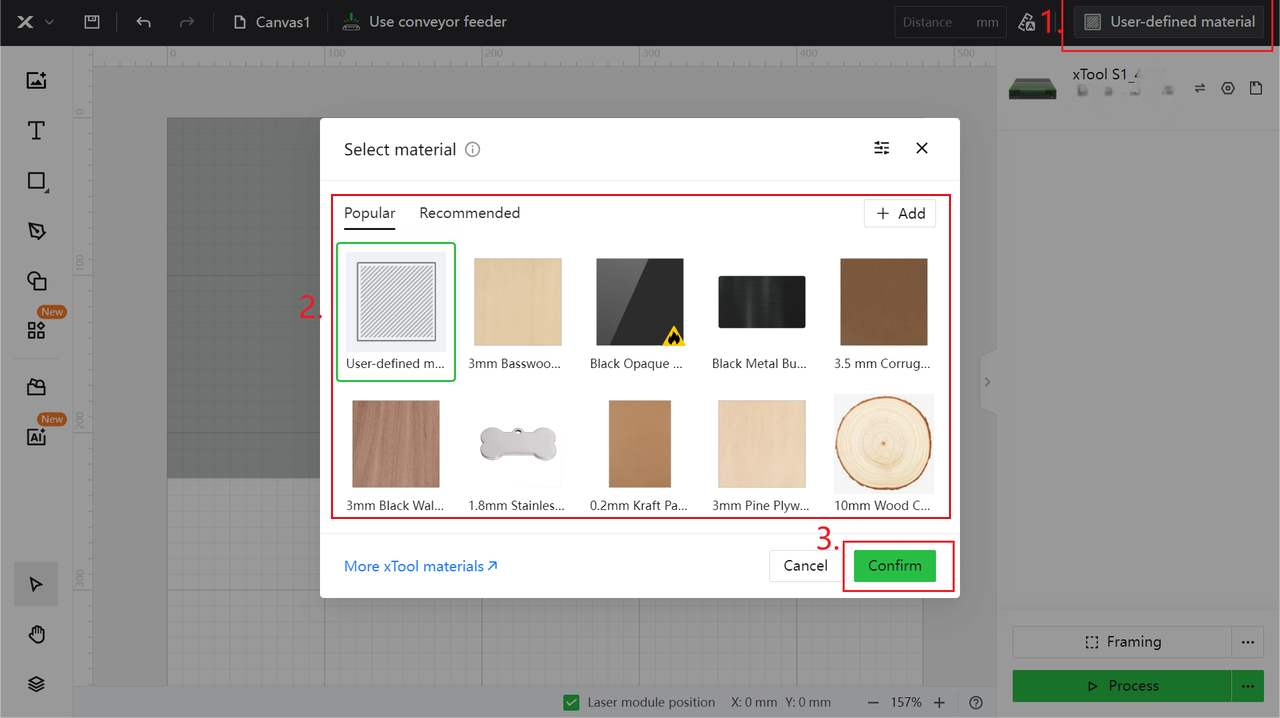 Canvas1
Use conveyor feeder
Distance mm
1.
User-defined material
0
100
200
300
400
500
xTool S1_4
0
100
200
300
Select material
Popular
Recommended
Add
2.
User-defined m...
3mm Basswoo...
Black Opaque ...
Black Metal Bu...
3.5 mm Corrug...
New
New
AI
3mm Black Wal...
1.8mm Stainles...
0.2mm Kraft Pa...
3mm Pine Plyw...
10mm Wood C...
3.
More xTool materials
Cancel
Confirm
Framing
Process
Laser module position
X: 0 mm Y: 0 mm
157%